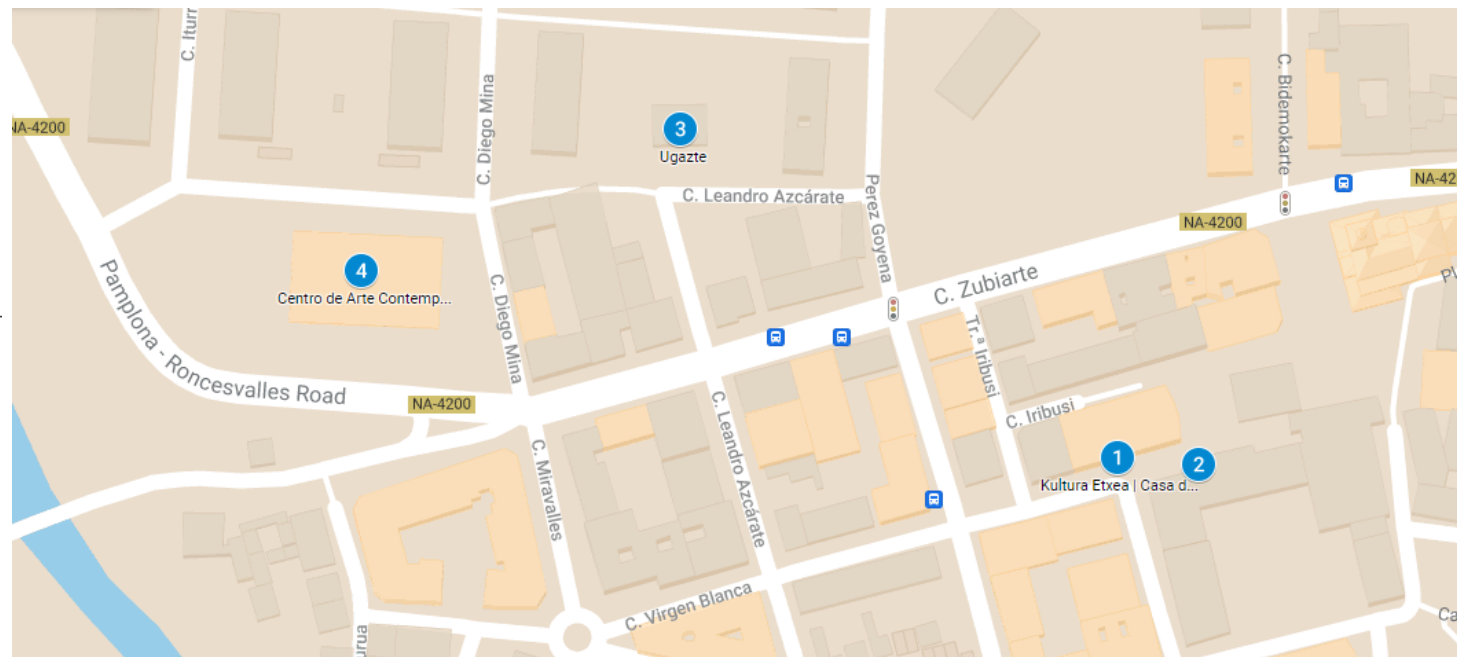 C. Iturr
NA-4200
C. Diego Mina
3
Ugazte
C. Bidemokarte
NA-42
C. Leandro Azcárate
Perez Goyena
NA-4200
4
Centro de Arte Contemp...
Pamplona - Roncesvalles Road
C. Diego Mina
C. Zubiarte
Pl
Tr.ª Iribusi
NA-4200
C. Leandro Azcárate
C. Iribusi
C. Miravalles
1
2
Kultura Etxea | Casa d...
C. Virgen Blanca
Ca